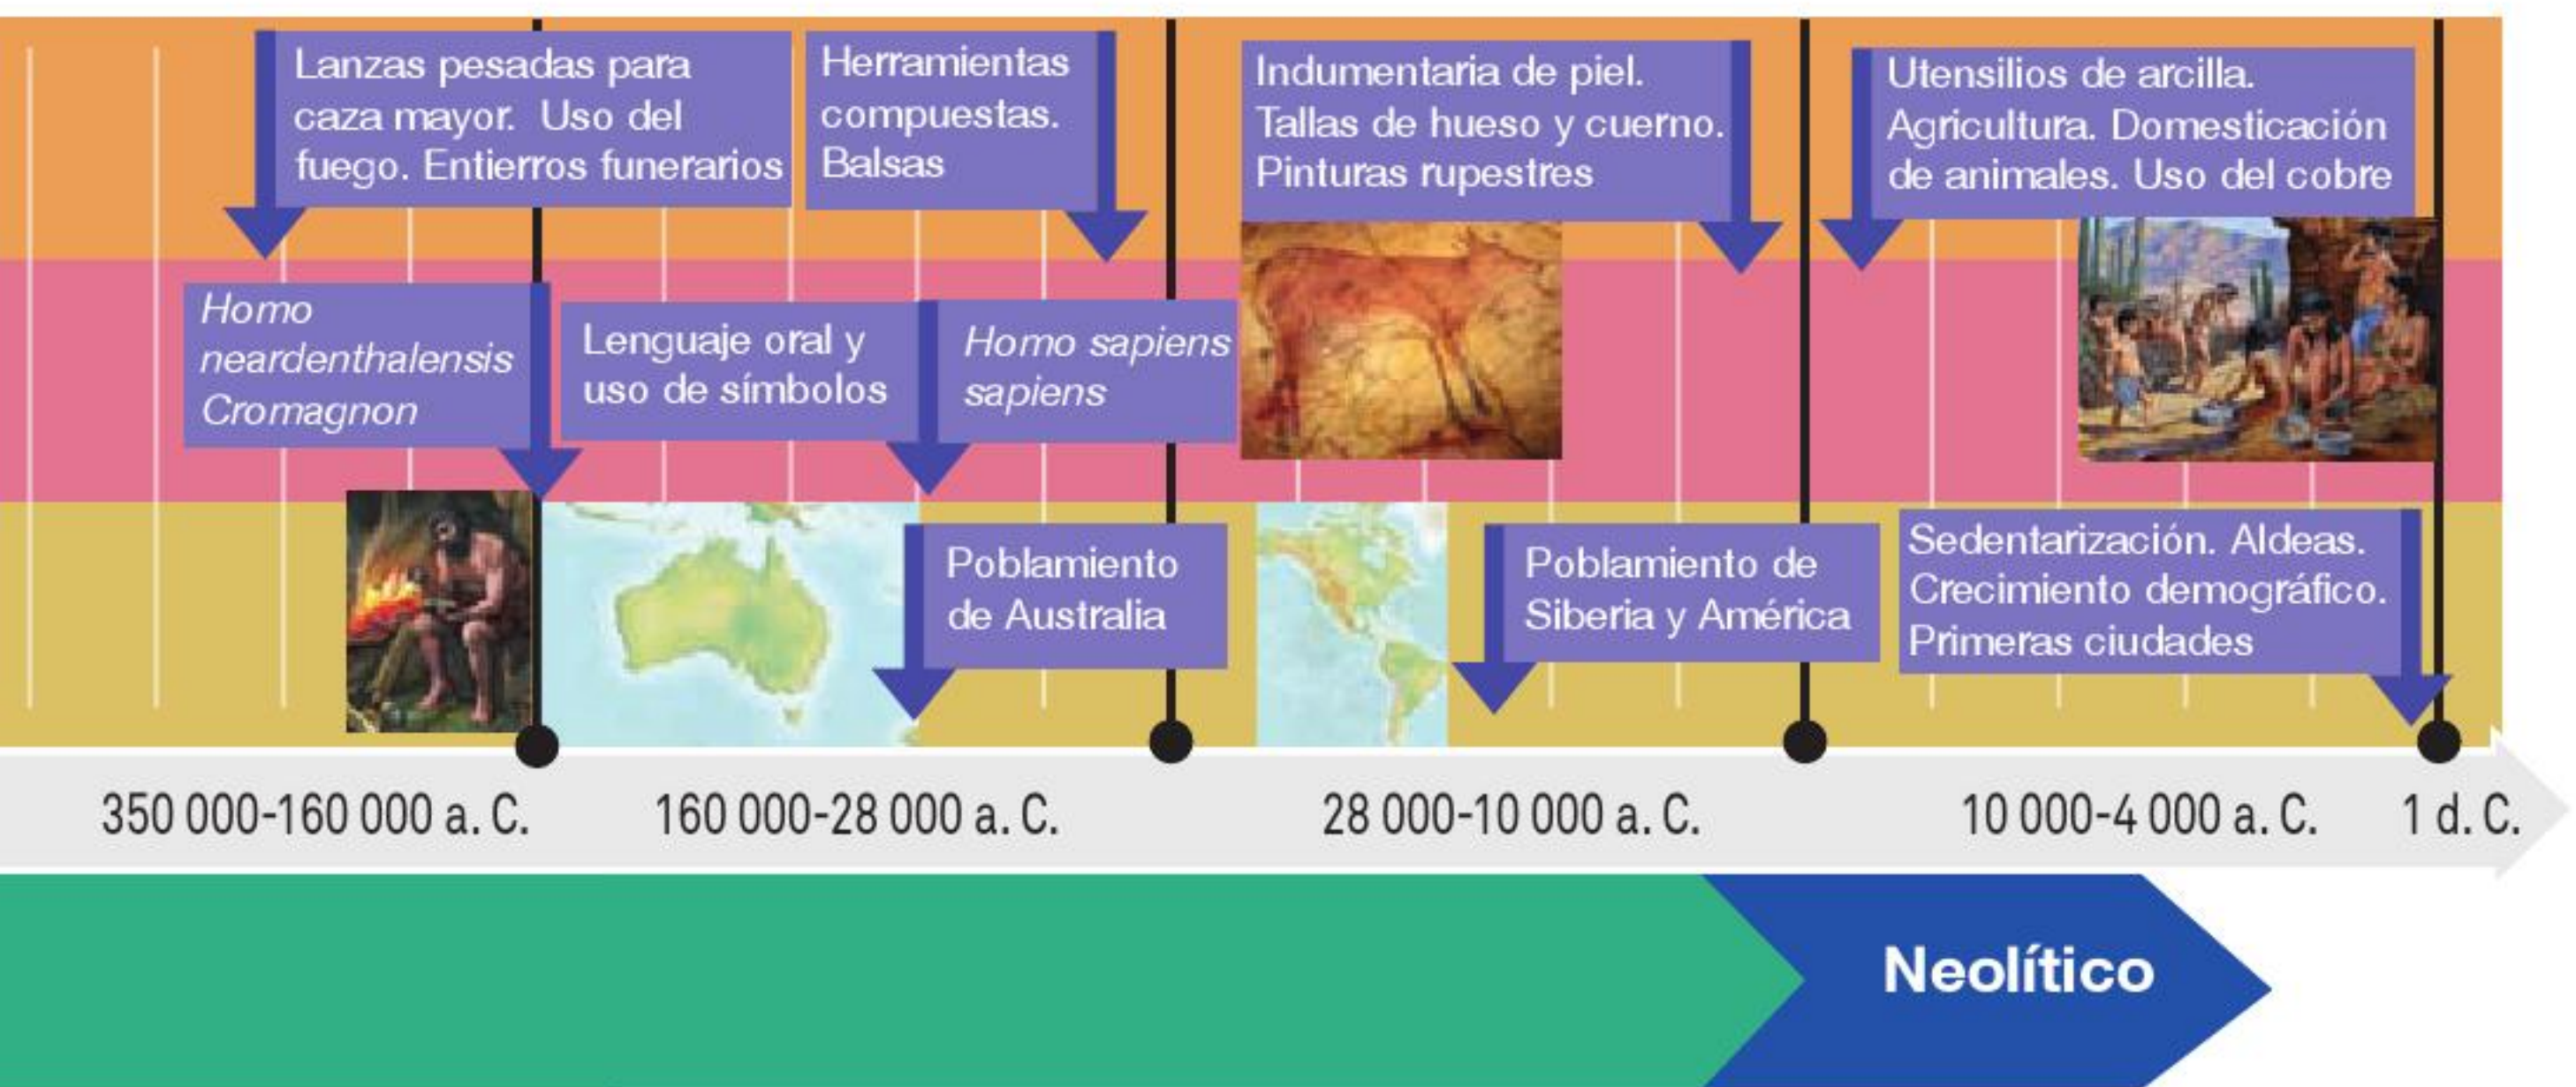 Lanzas pesadas para
caza mayor. Uso del
fuego. Entierros funerarios
Herramientas
compuestas.
Balsas
Indumentaria de piel.
Tallas de hueso y cuerno.
Pinturas rupestres
Utensilios de arcilla.
Agricultura. Domesticación
de animales. Uso del cobre
Homo
neardenthalensis
Cromagnon
Lenguaje oral y
uso de símbolos
Homo sapiens
sapiens
Poblamiento
de Australia
Poblamiento de
Siberia y América
Sedentarización. Aldeas.
Crecimiento demográfico.
Primeras ciudades
350 000-160 000 a. C.
160 000-28 000 a. C.
28 000-10 000 a. C.
10 000-4 000 a. C.
1 d. C.
Neolítico